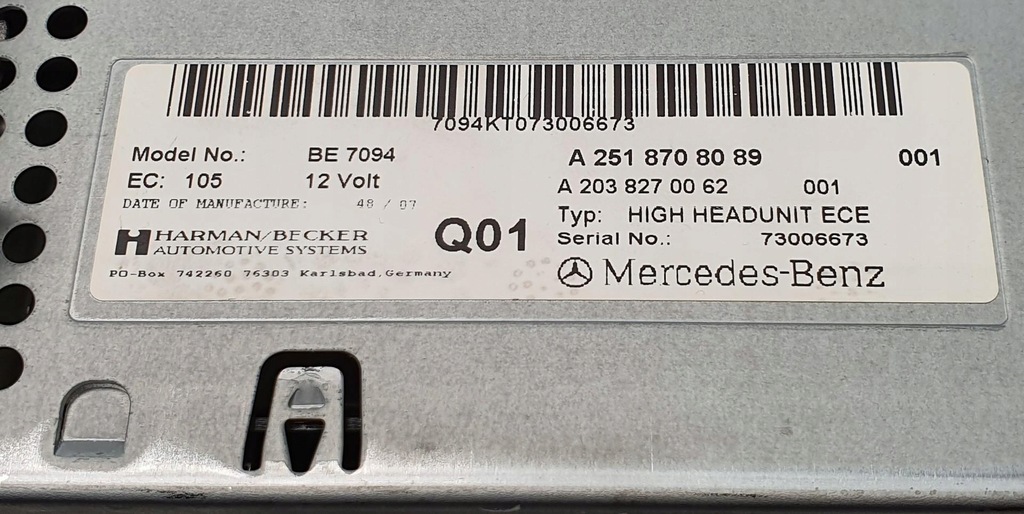 7094KT073006673
Model No.: BE 7094
EC: 105 12 Volt
DATE OF MANUFACTURE: 48 / 07
HARMAN/BECKER
AUTOMOTIVE SYSTEMS
PO-Box 742260 76303 Karlsbad,Germany
Q01
A 251 870 80 89 001
A 203 827 00 62 001
Typ: HIGH HEADUNIT ECE
Serial No.: 73006673
Mercedes-Benz